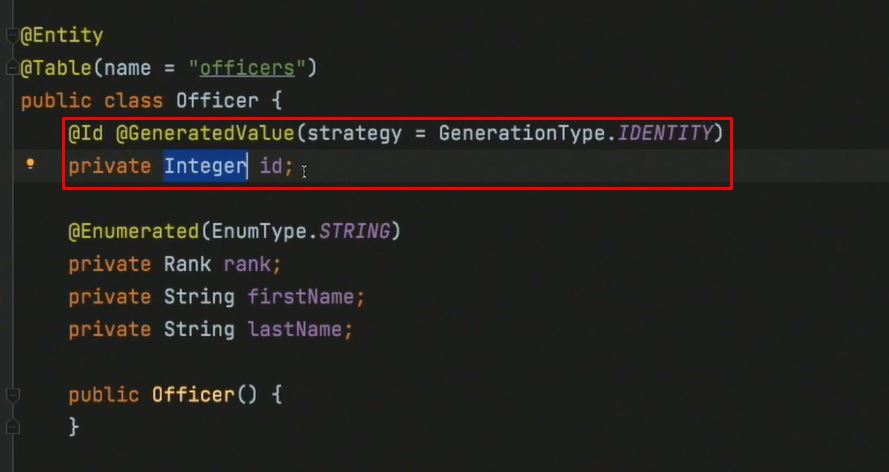 @Entity
@Table(name = "officers")
public class Officer {
@Id @GeneratedValue(strategy = GenerationType.IDENTITY)
private Integer id;
@Enumerated(EnumType.STRING)
private Rank rank;
private String firstName;
private String lastName;
public Officer() {
}